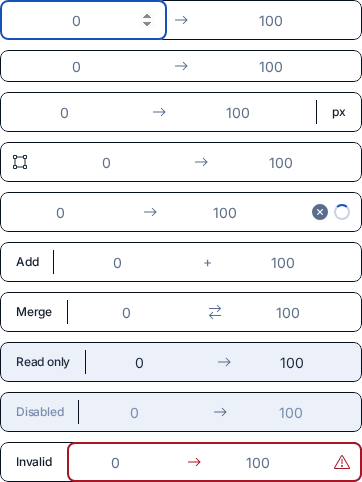 0 → 100
0 → 100
0 → 100 px
0 → 100
0 → 100
Add 0 + 100
Merge 0 ⇄ 100
Read only 0 → 100
Disabled 0 → 100
Invalid 0 → 100